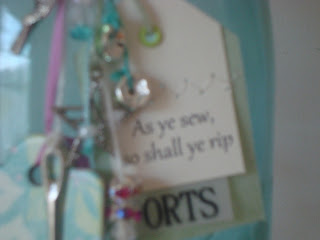 As ye sew,
so shall ye rip
ORTS